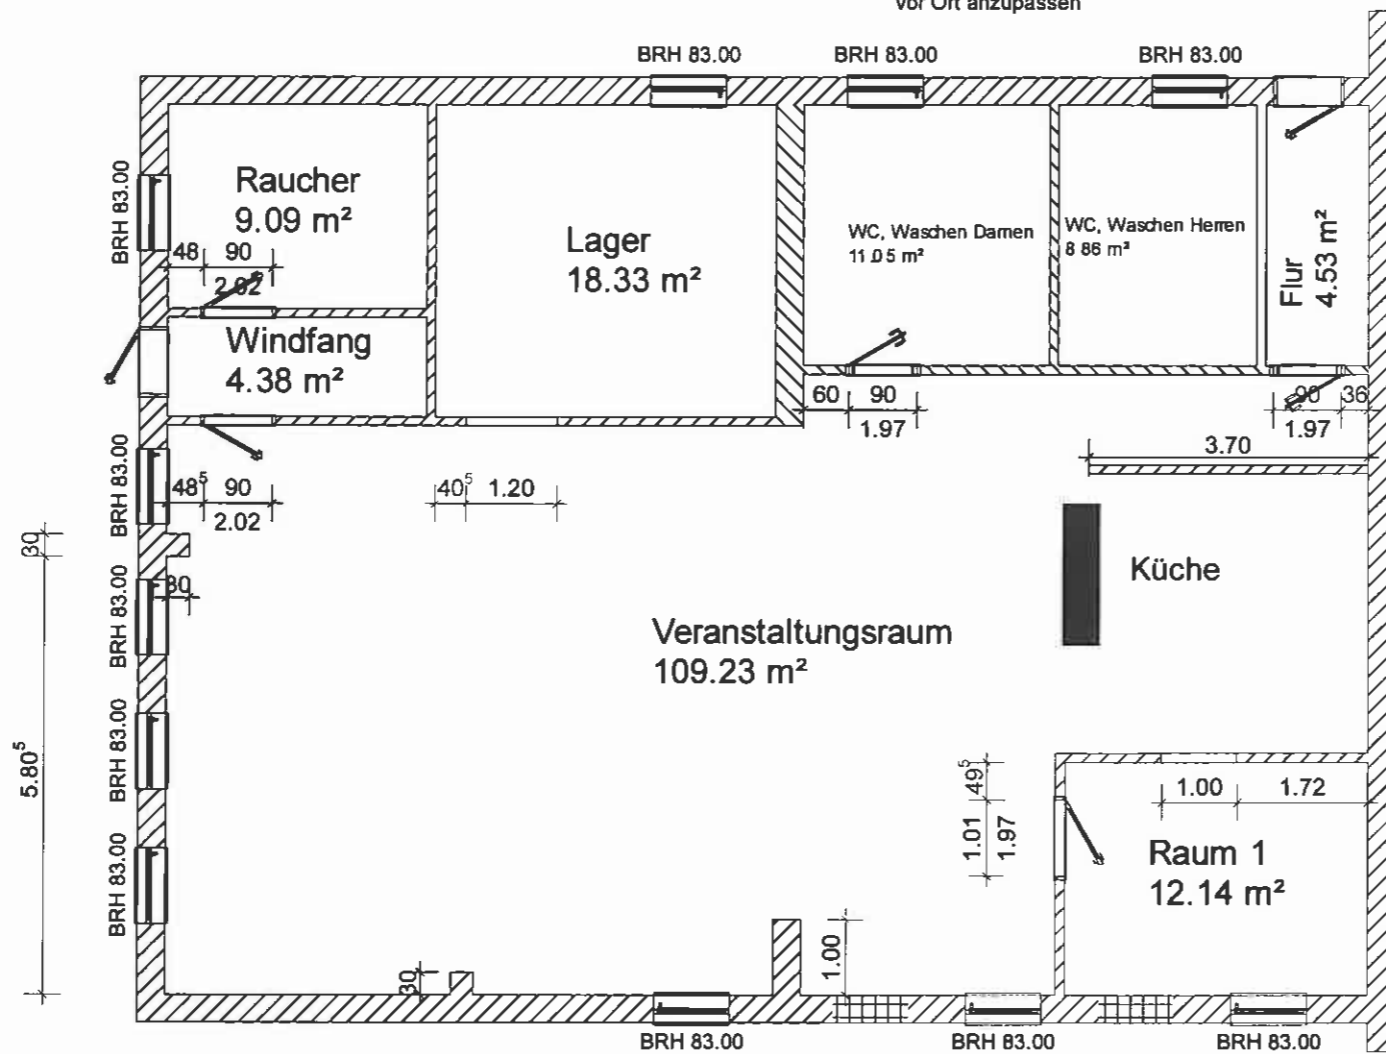 Vor Ort anzupassen
BRH 83.00
BRH 83.00
BRH 83.00
BRH 83.00
Raucher
9.09 m²
48 90
2.02
Lager
18.33 m²
WC, Waschen Damen
11.05 m²
WC, Waschen Herren
8.86 m²
Flur
4.53 m²
Windfang
4.38 m²
60 90
1.97
90 36
1.97
3.70
BRH 83.00
48⁵ 90
2.02
40⁵ 1.20
30
30
BRH 83.00
Küche
Veranstaltungsraum
109.23 m²
5.80⁵
BRH 83.00
49⁵
1.01
1.97
1.00 1.72
Raum 1
12.14 m²
BRH 83.00
1.00
30
BRH 83.00
BRH 83.00
BRH 83.00